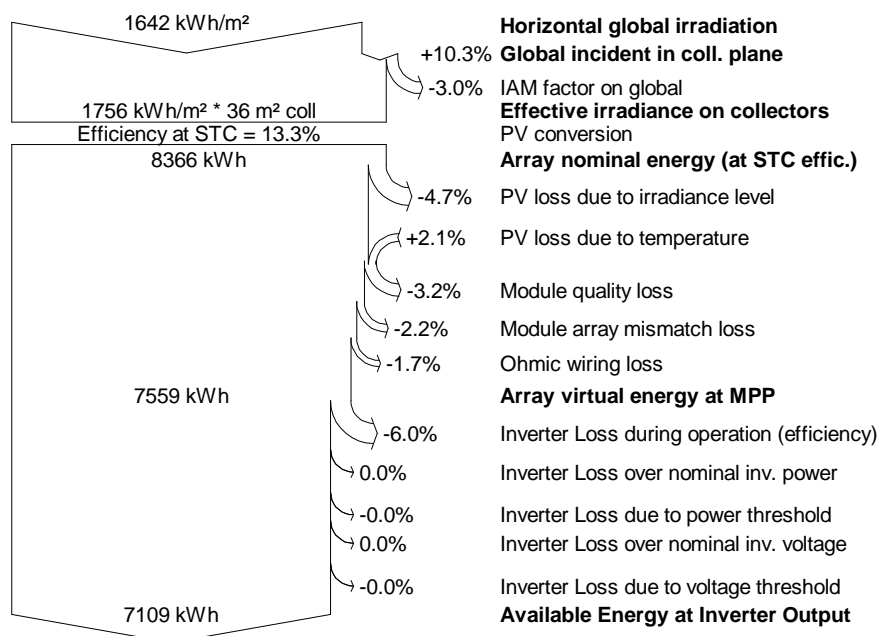 1642 kWh/m² Horizontal global irradiation
+10.3% Global incident in coll. plane
-3.0% IAM factor on global
1756 kWh/m² * 36 m² coll Effective irradiance on collectors
Efficiency at STC = 13.3% PV conversion
8366 kWh Array nominal energy (at STC effic.)
-4.7% PV loss due to irradiance level
+2.1% PV loss due to temperature
-3.2% Module quality loss
-2.2% Module array mismatch loss
-1.7% Ohmic wiring loss
7559 kWh Array virtual energy at MPP
-6.0% Inverter Loss during operation (efficiency)
0.0% Inverter Loss over nominal inv. power
-0.0% Inverter Loss due to power threshold
0.0% Inverter Loss over nominal inv. voltage
-0.0% Inverter Loss due to voltage threshold
7109 kWh Available Energy at Inverter Output